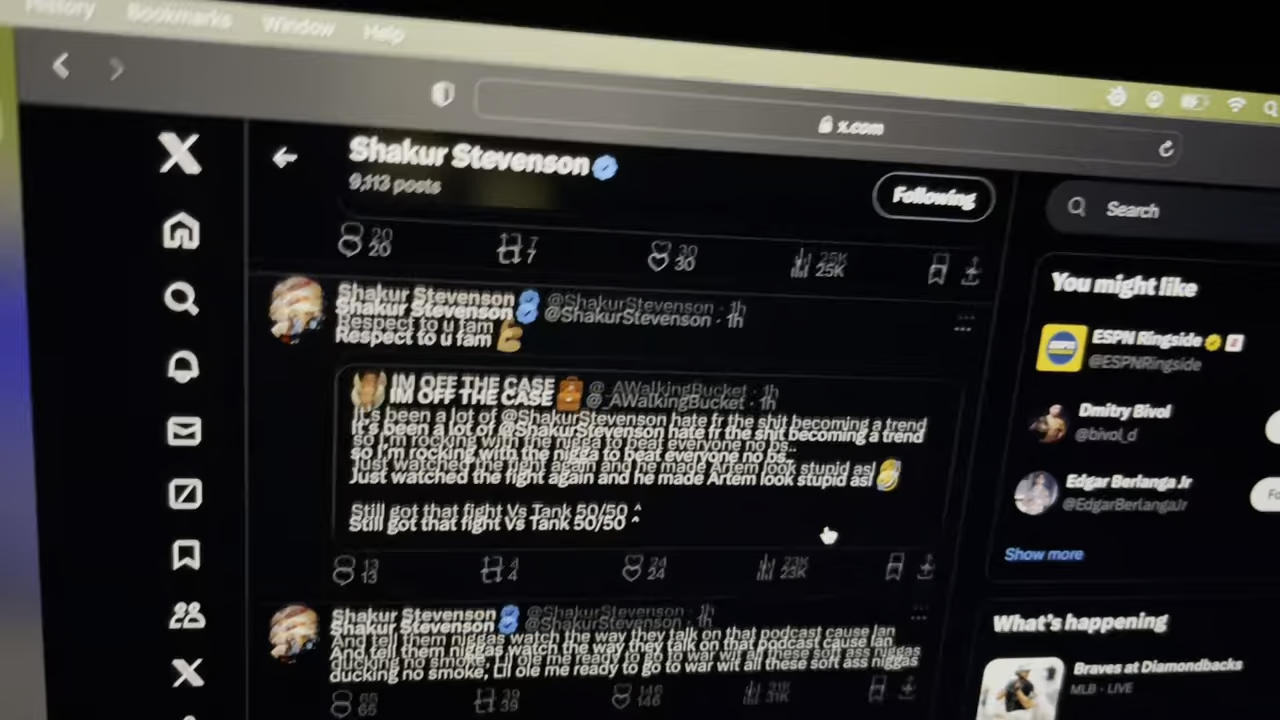 History Bookmarks Window Help
x.com
Shakur Stevenson
9,113 posts
Following
Search
20 7 30 25K
Shakur Stevenson @ShakurStevenson · 1h
Respect to u fam
IM OFF THE CASE @_AWalkingBucket · 1h
It's been a lot of @ShakurStevenson hate fr the shit becoming a trend
so I'm rocking with the nigga to beat everyone no bs..
Just watched the fight again and he made Artem look stupid asl
Still got that fight Vs Tank 50/50 ^
13 4 24 23K
Shakur Stevenson @ShakurStevenson · 1h
And tell them niggas watch the way they talk on that podcast cause Ian
ducking no smoke, Lil ole me ready to go to war wit all these soft ass niggas
65 39 146 31K
You might like
ESPN Ringside
@ESPNRingside
Dmitry Bivol
@bivol_d
Edgar Berlanga Jr
@EdgarBerlangaJr
Show more
What's happening
Braves at Diamondbacks
MLB · LIVE